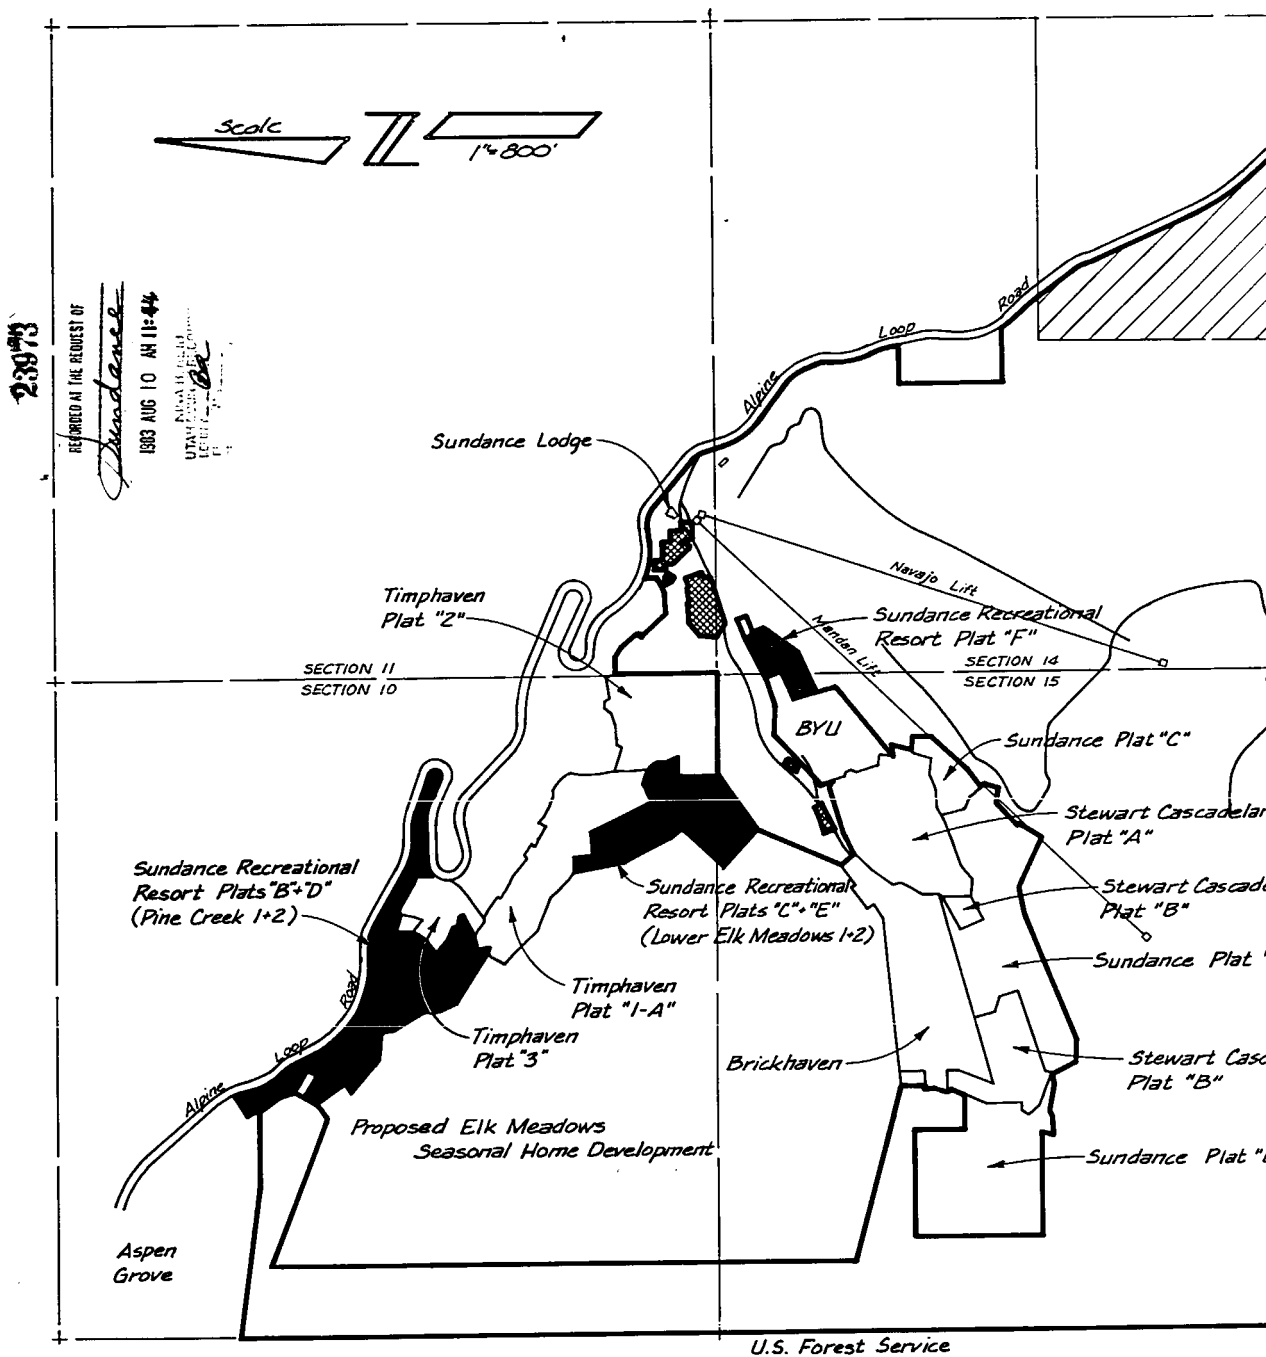 Scale
1"=800'
23973
RECORDED AT THE REQUEST OF
Sundance
1983 AUG 10 AM 11:44
Alpine
Loop
Road
Sundance Lodge
Navajo Lift
Mandan Lift
Timphaven
Plat "2"
Sundance Recreational
Resort Plat "F"
SECTION 11
SECTION 10
SECTION 14
SECTION 15
BYU
Sundance Plat "C"
Stewart Cascadelan
Plat "A"
Sundance Recreational
Resort Plats "B"+"D"
(Pine Creek 1+2)
Sundance Recreational
Resort Plats "C"+"E"
(Lower Elk Meadows 1+2)
Stewart Cascade
Plat "B"
Sundance Plat "
Timphaven
Plat "1-A"
Timphaven
Plat "3"
Brickhaven
Stewart Casc
Plat "B"
Alpine
Loop
Road
Proposed Elk Meadows
Seasonal Home Development
Sundance Plat "
Aspen
Grove
U.S. Forest Service